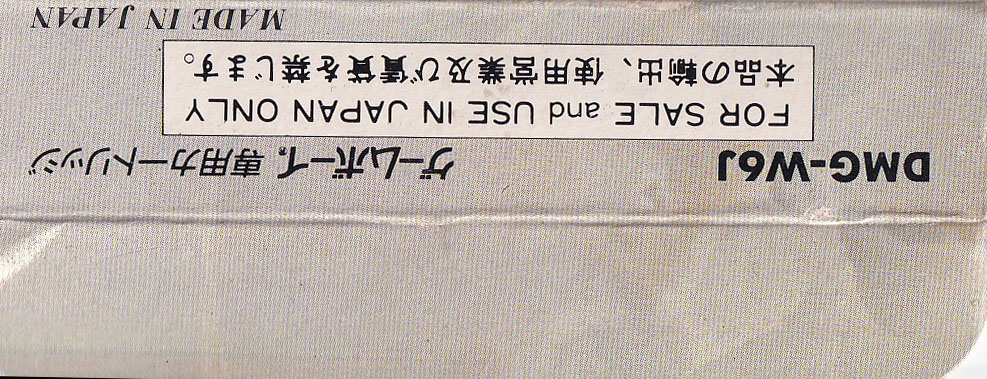 DMG-W6J ゲームボーイ専用カートリッジ
FOR SALE and USE IN JAPAN ONLY
本品の輸出、使用営業及び賃貸を禁じます。
MADE IN JAPAN